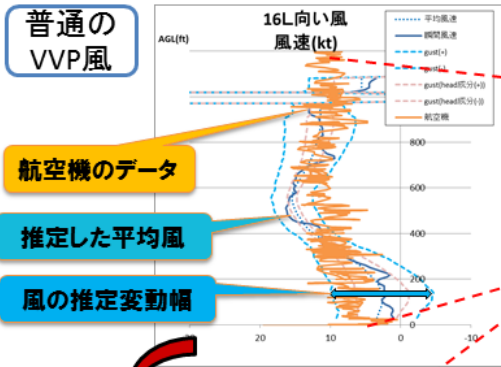 普通の
VVP風
16L向い風
風速(kt)
AGL(ft)
平均風速
瞬間風速
gust(+)
gust(-)
gust(head成分(+))
gust(head成分(-))
航空機
800
600
400
200
0
20
10
0
-10
航空機のデータ
推定した平均風
風の推定変動幅